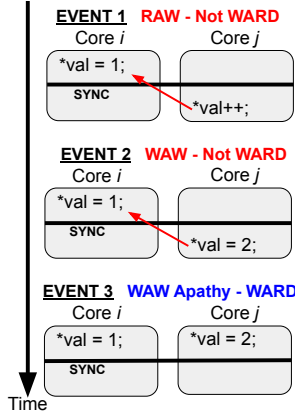 EVENT 1 RAW - Not WARD
Core i Core j
*val = 1;
SYNC
*val++;
EVENT 2 WAW - Not WARD
Core i Core j
*val = 1;
SYNC
*val = 2;
EVENT 3 WAW Apathy - WARD
Core i Core j
*val = 1; *val = 2;
SYNC
Time